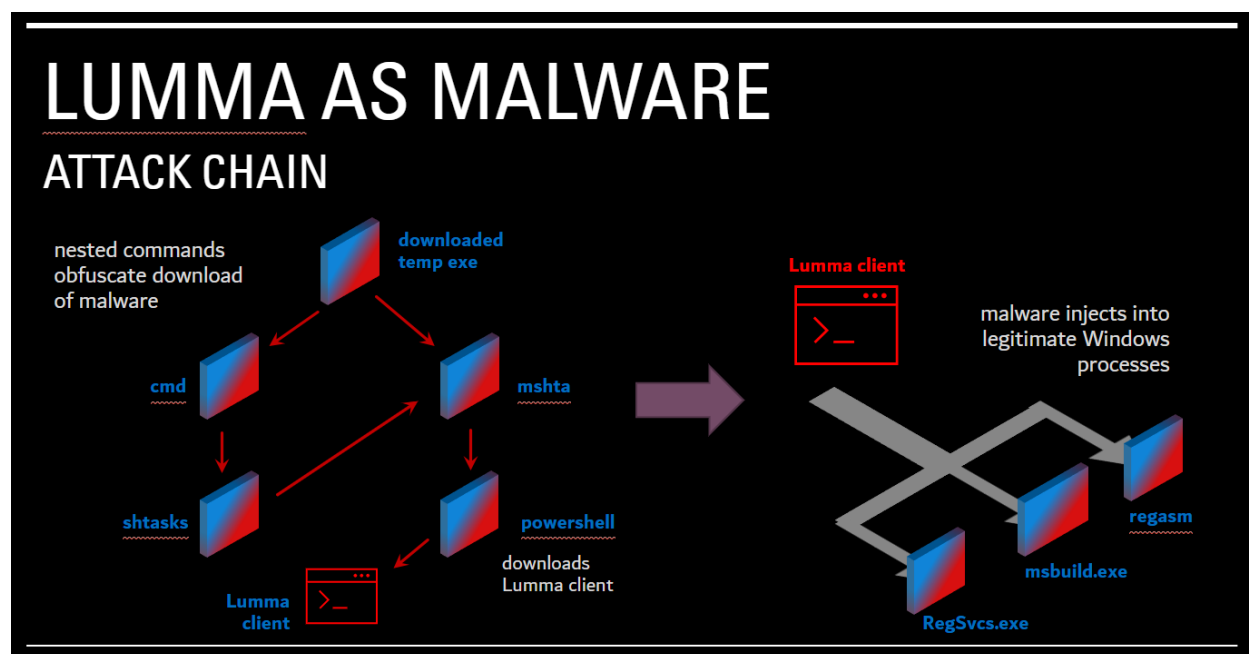 LUMMA AS MALWARE
ATTACK CHAIN
nested commands
obfuscate download
of malware
downloaded
temp exe
cmd
mshta
shtasks
powershell
downloads
Lumma client
Lumma
client
Lumma client
malware injects into
legitimate Windows
processes
regasm
msbuild.exe
RegSvcs.exe